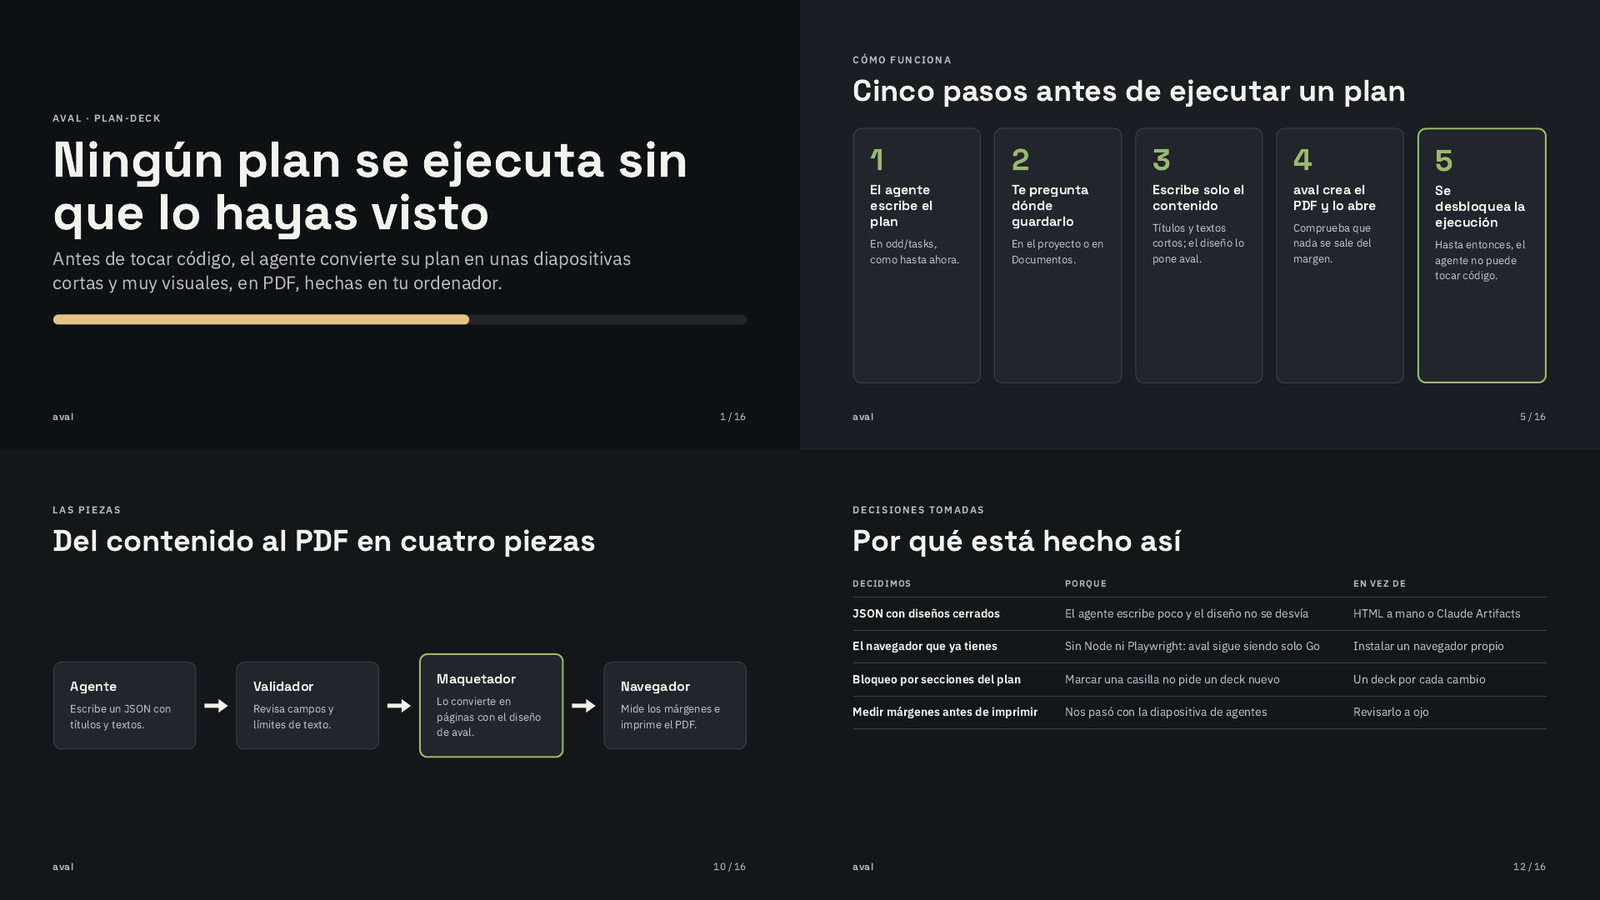 AVAL · PLAN-DECK
Ningún plan se ejecuta sin
que lo hayas visto
Antes de tocar código, el agente convierte su plan en unas diapositivas
cortas y muy visuales, en PDF, hechas en tu ordenador.
aval
1 / 16
CÓMO FUNCIONA
Cinco pasos antes de ejecutar un plan
1
El agente
escribe el
plan
En odd/tasks,
como hasta ahora.
2
Te pregunta
dónde
guardarlo
En el proyecto o en
Documentos.
3
Escribe solo el
contenido
Títulos y textos
cortos; el diseño lo
pone aval.
4
aval crea el
PDF y lo abre
Comprueba que
nada se sale del
margen.
5
Se
desbloquea la
ejecución
Hasta entonces, el
agente no puede
tocar código.
aval
5 / 16
LAS PIEZAS
Del contenido al PDF en cuatro piezas
Agente
Escribe un JSON con
títulos y textos.
Validador
Revisa campos y
límites de texto.
Maquetador
Lo convierte en
páginas con el diseño
de aval.
Navegador
Mide los márgenes e
imprime el PDF.
aval
10 / 16
DECISIONES TOMADAS
Por qué está hecho así
DECIDIMOS PORQUE EN VEZ DE
JSON con diseños cerrados El agente escribe poco y el diseño no se desvía HTML a mano o Claude Artifacts
El navegador que ya tienes Sin Node ni Playwright: aval sigue siendo solo Go Instalar un navegador propio
Bloqueo por secciones del plan Marcar una casilla no pide un deck nuevo Un deck por cada cambio
Medir márgenes antes de imprimir Nos pasó con la diapositiva de agentes Revisarlo a ojo
aval
12 / 16